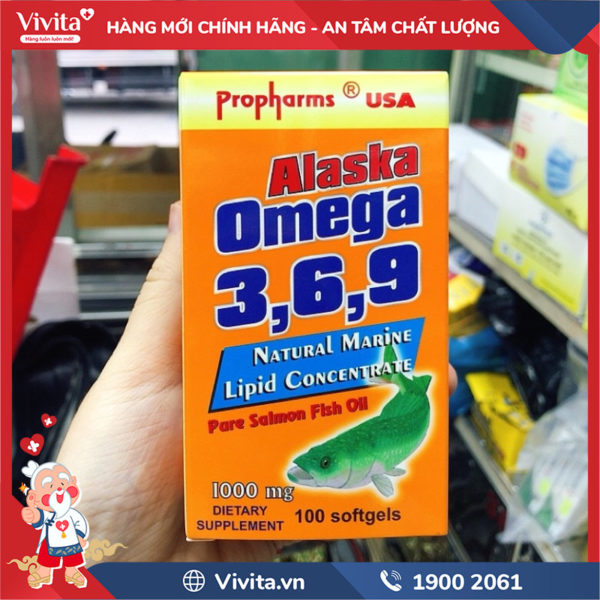 Vivita
Hàng luôn luôn mới!
HÀNG MỚI CHÍNH HÃNG - AN TÂM CHẤT LƯỢNG
Propharms ® USA
Alaska
Omega
3,6,9
NATURAL MARINE
LIPID CONCENTRATE
Pare Salmon Fish Oil
1000 mg
DIETARY
SUPPLEMENT
100 softgels
Vivita.vn
1900 2061